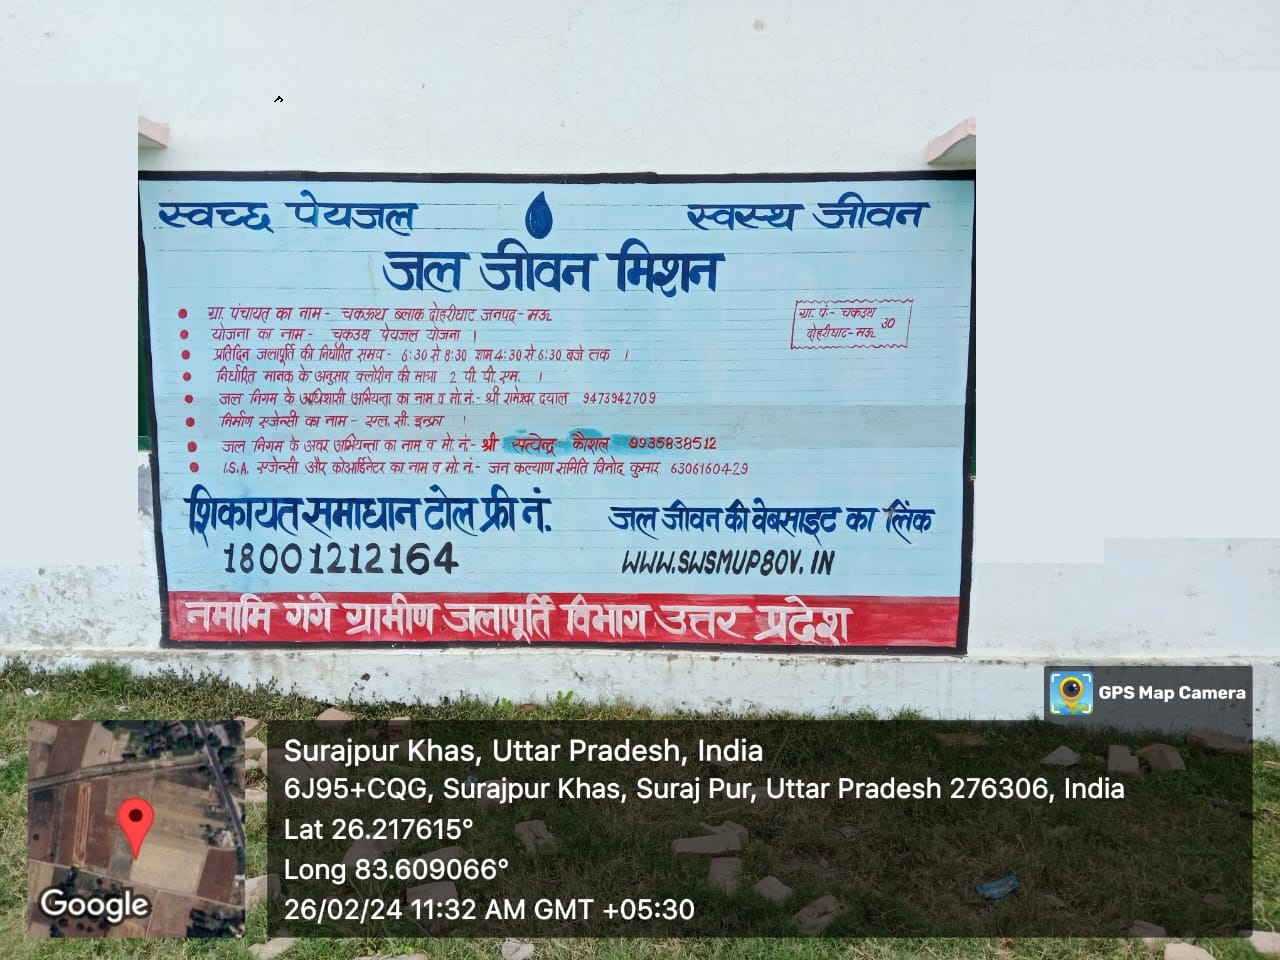 स्वच्छ पेयजल
स्वस्थ जीवन
जल जीवन मिशन
ग्रा. पंचायत का नाम - चकऊथ ब्लाक दोहरीघाट जनपद - मऊ
योजना का नाम - चकउथ पेयजल योजना ।
प्रतिदिन जलापूर्ति की निर्धारित समय - 6:30 से 8:30 शाम 4:30 से 6:30 बजे तक ।
निर्धारित मानक के अनुसार क्लोरीन की मात्रा 2 पी. पी. एम. ।
जल निगम के अधिशासी अभियन्ता का नाम व मो. नं. - श्री रामेश्वर दयाल 9473942709
निर्माण एजेन्सी का नाम - एल. सी. इन्फ्रा ।
जल निगम के अवर अभियन्ता का नाम व मो. नं. - श्री सत्येन्द्र कौशल 9935838512
I.S.A. एजेन्सी और कोआर्डिनेटर का नाम व मो. नं. - जन कल्याण समिति विनोद कुमार 6306160429
ग्रा. पं. - चकउथ
दोहरीघाट - मऊ 30
शिकायत समाधान टोल फ्री नं.
18001212164
जल जीवन की वेबसाइट का लिंक
WWW.SWSMUP80V.IN
नमामि गंगे ग्रामीण जलापूर्ति विभाग उत्तर प्रदेश
GPS Map Camera
Surajpur Khas, Uttar Pradesh, India
6J95+CQG, Surajpur Khas, Suraj Pur, Uttar Pradesh 276306, India
Lat 26.217615°
Long 83.609066°
26/02/24 11:32 AM GMT +05:30
Google